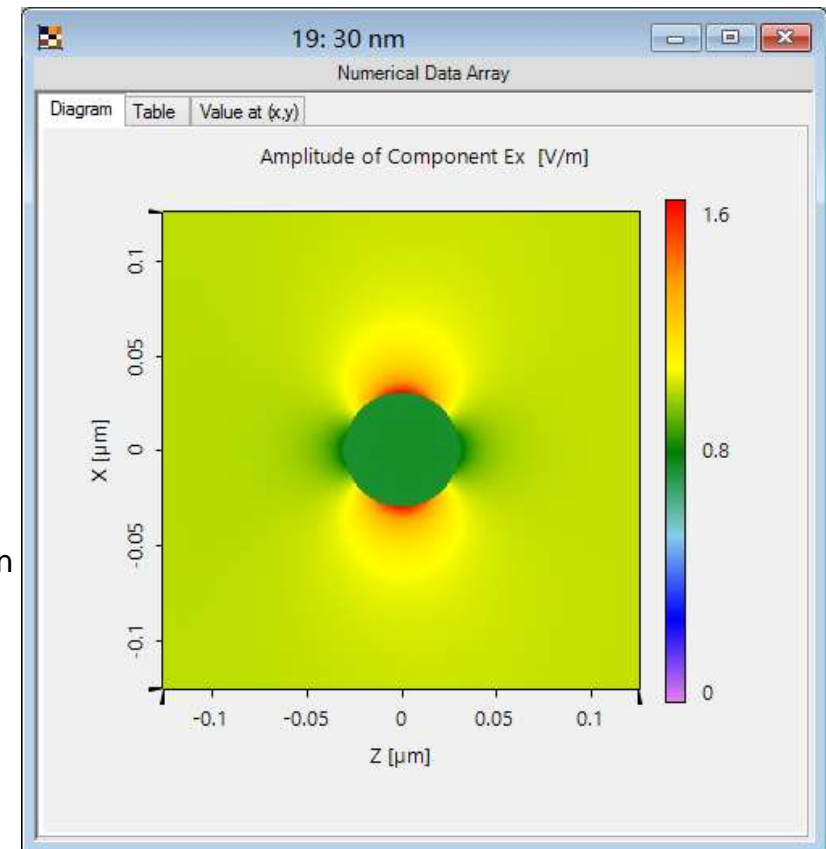 19: 30 nm
Numerical Data Array
Diagram Table Value at (x,y)
Amplitude of Component Ex [V/m]
1.6
0.8
0
X [µm]
0.1
0.05
0
-0.05
-0.1
-0.1 -0.05 0 0.05 0.1
Z [µm]